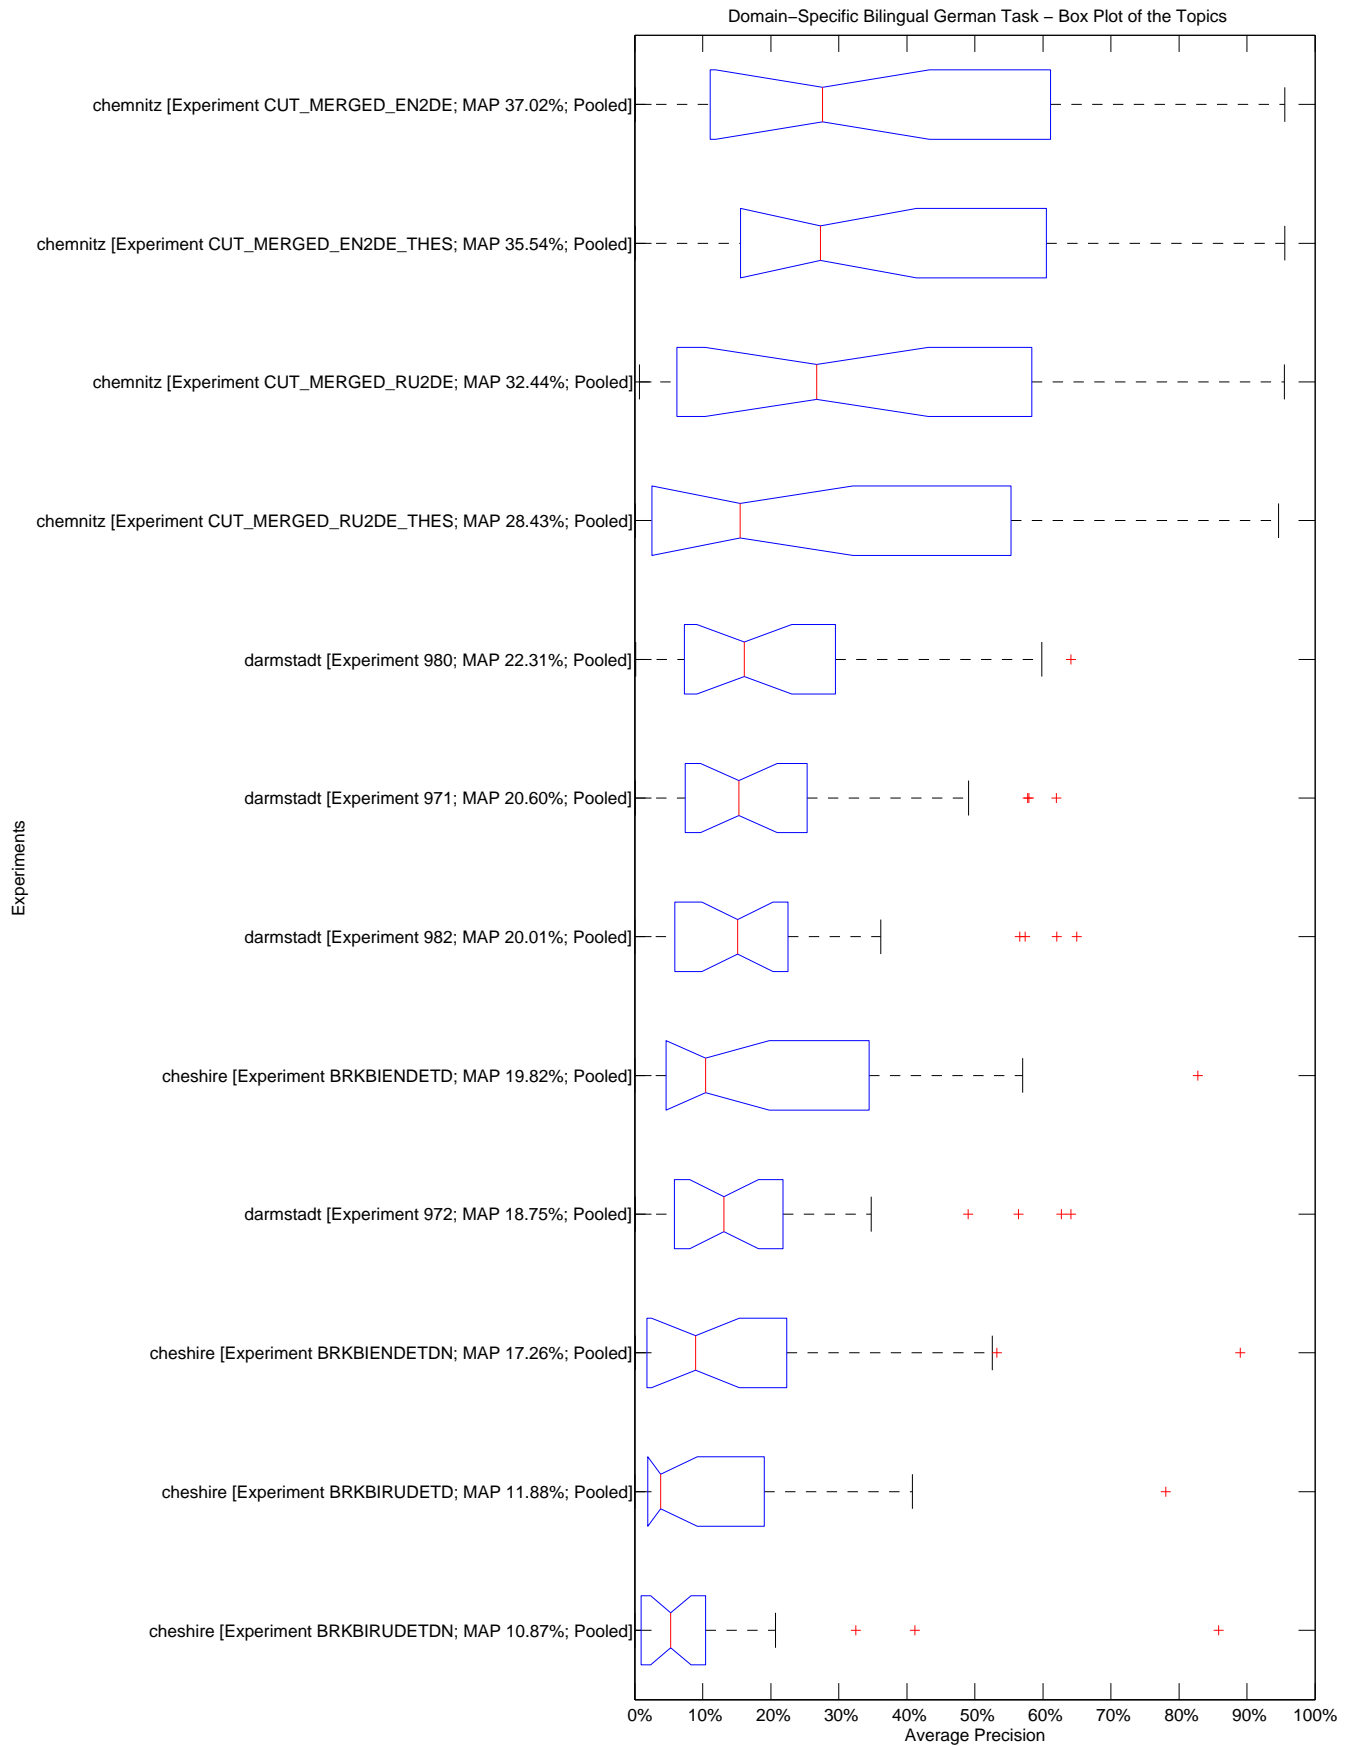 Domain−Specific Bilingual German Task − Box Plot of the Topics
chemnitz [Experiment CUT_MERGED_EN2DE; MAP 37.02%; Pooled]
chemnitz [Experiment CUT_MERGED_EN2DE_THES; MAP 35.54%; Pooled]
chemnitz [Experiment CUT_MERGED_RU2DE; MAP 32.44%; Pooled]
chemnitz [Experiment CUT_MERGED_RU2DE_THES; MAP 28.43%; Pooled]
darmstadt [Experiment 980; MAP 22.31%; Pooled]
darmstadt [Experiment 971; MAP 20.60%; Pooled]
darmstadt [Experiment 982; MAP 20.01%; Pooled]
cheshire [Experiment BRKBIENDETD; MAP 19.82%; Pooled]
darmstadt [Experiment 972; MAP 18.75%; Pooled]
cheshire [Experiment BRKBIENDETDN; MAP 17.26%; Pooled]
cheshire [Experiment BRKBIRUDETD; MAP 11.88%; Pooled]
cheshire [Experiment BRKBIRUDETDN; MAP 10.87%; Pooled]
Experiments
0% 10% 20% 30% 40% 50% 60% 70% 80% 90% 100%
Average Precision